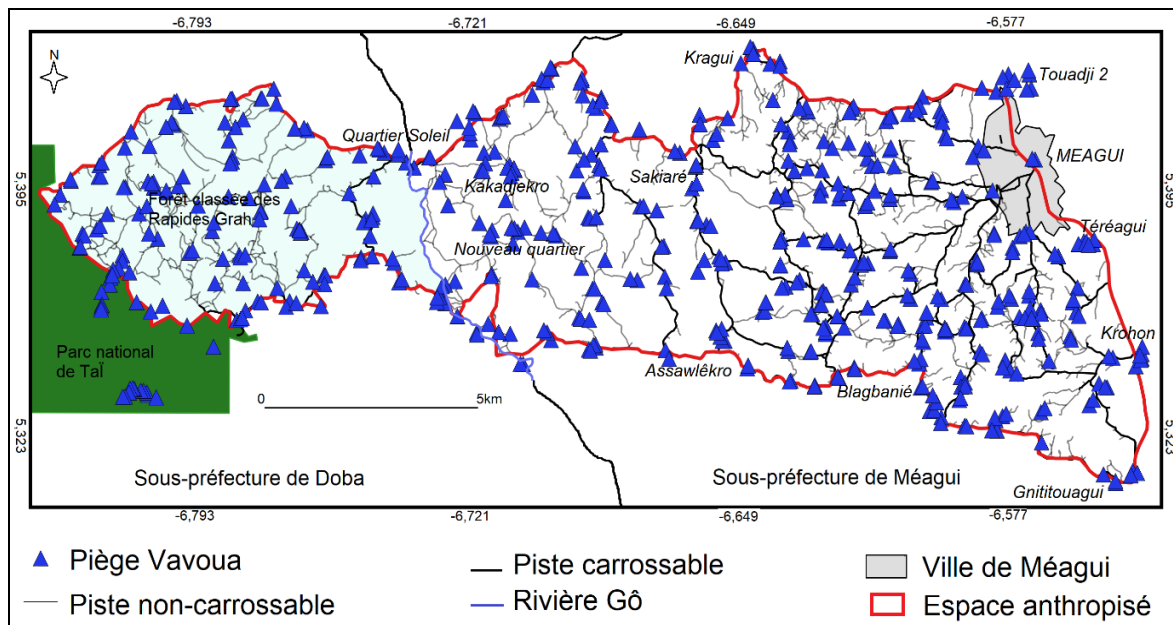 -6,793 -6,721 -6,649 -6,577
N
Kragui
Touadji 2
Quartier Soleil
MEAGUI
5,395
5,395
Kakadjekro
Sakiaré
Forêt classée des
Rapides Grah
Téréagui
Nouveau quartier
Parc national
de TaÏ
Krohon
Assawlêkro
Blagbanié
0 5km
5,323
5,323
Sous-préfecture de Doba
Sous-préfecture de Méagui
Gnititouagui
-6,793 -6,721 -6,649 -6,577
Piège Vavoua
Piste carrossable
Ville de Méagui
Piste non-carrossable
Rivière Gô
Espace anthropisé